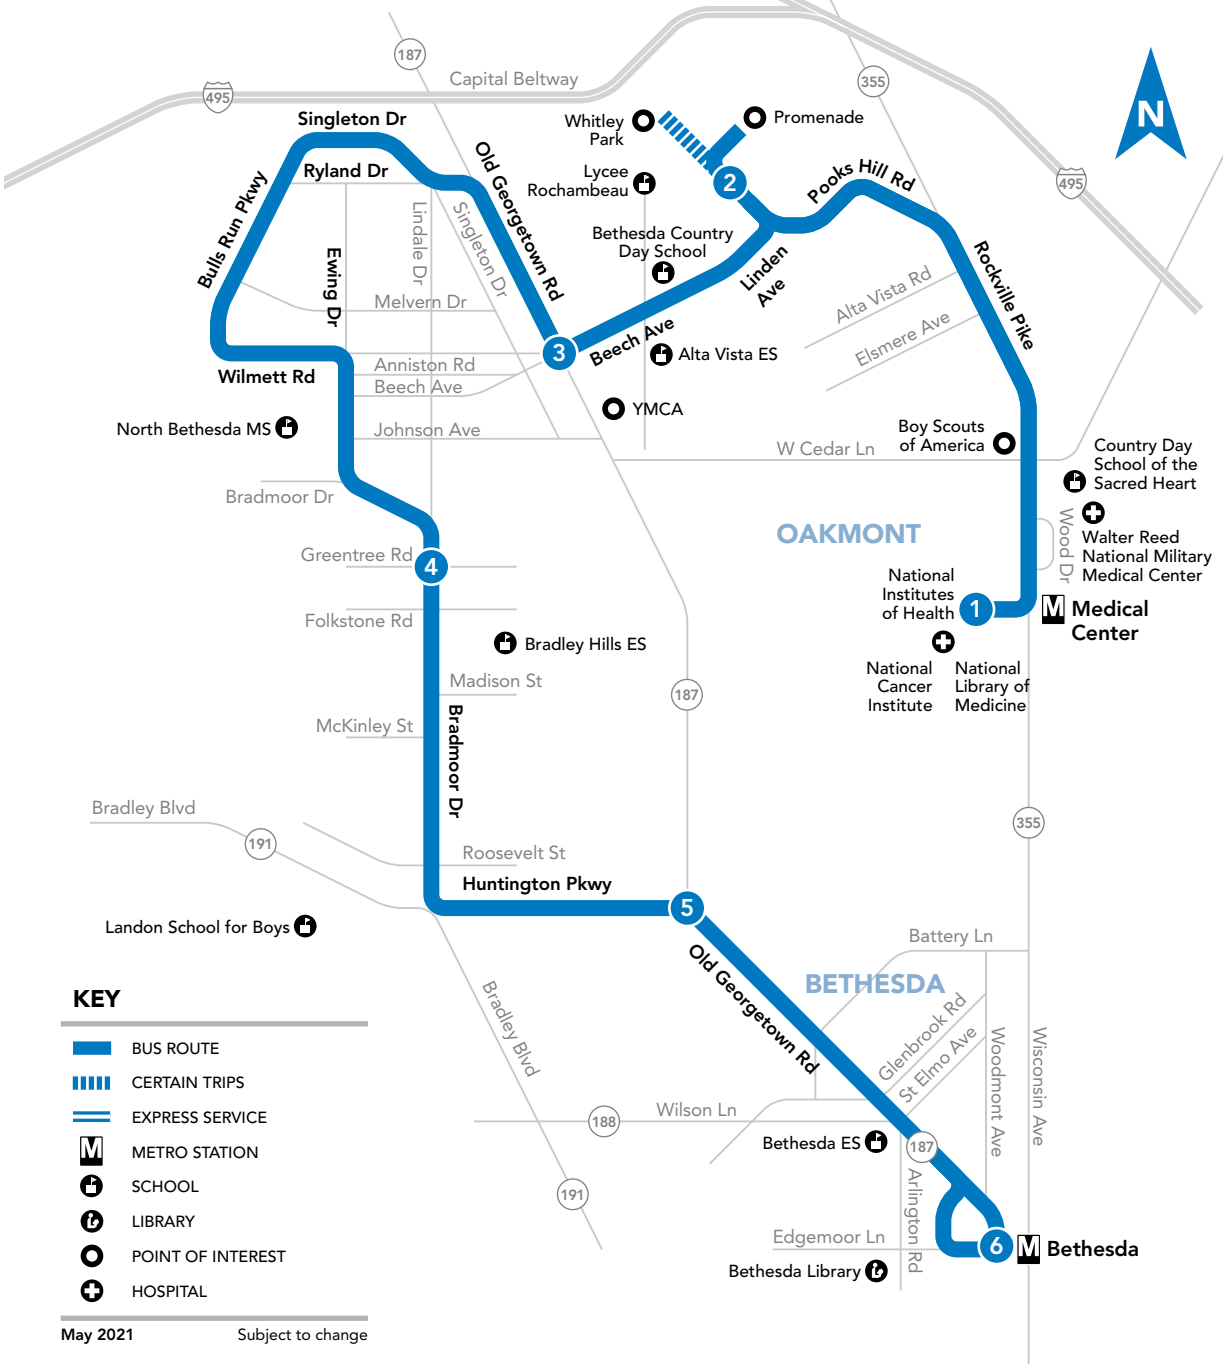 187
Capital Beltway
495
355
N
Singleton Dr
Whitley
Park
Promenade
Ryland Dr
Old Georgetown Rd
Lycee
Rochambeau
2
Pooks Hill Rd
495
Bulls Run Pkwy
Lindale Dr
Singleton Dr
Bethesda Country
Day School
Ewing Dr
Linden
Ave
Rockville Pike
Melvern Dr
Alta Vista Rd
Elsmere Ave
3
Beech Ave
Alta Vista ES
Wilmett Rd
Anniston Rd
Beech Ave
YMCA
North Bethesda MS
Johnson Ave
Boy Scouts
of America
W Cedar Ln
Country Day
School of the
Sacred Heart
Bradmoor Dr
OAKMONT
Wood Dr
Walter Reed
National Military
Medical Center
Greentree Rd
4
National
Institutes
of Health
1
M
Medical
Center
Folkstone Rd
Bradley Hills ES
National
Cancer
Institute
National
Library of
Medicine
Madison St
187
McKinley St
Bradmoor Dr
Bradley Blvd
191
355
Roosevelt St
Huntington Pkwy
5
Landon School for Boys
Battery Ln
Old Georgetown Rd
BETHESDA
Glenbrook Rd
St Elmo Ave
Woodmont Ave
Wisconsin Ave
Bradley Blvd
188
Wilson Ln
Bethesda ES
187
Arlington Rd
191
Edgemoor Ln
6
M
Bethesda
Bethesda Library
KEY
BUS ROUTE
CERTAIN TRIPS
EXPRESS SERVICE
M
METRO STATION
SCHOOL
LIBRARY
POINT OF INTEREST
HOSPITAL
May 2021
Subject to change